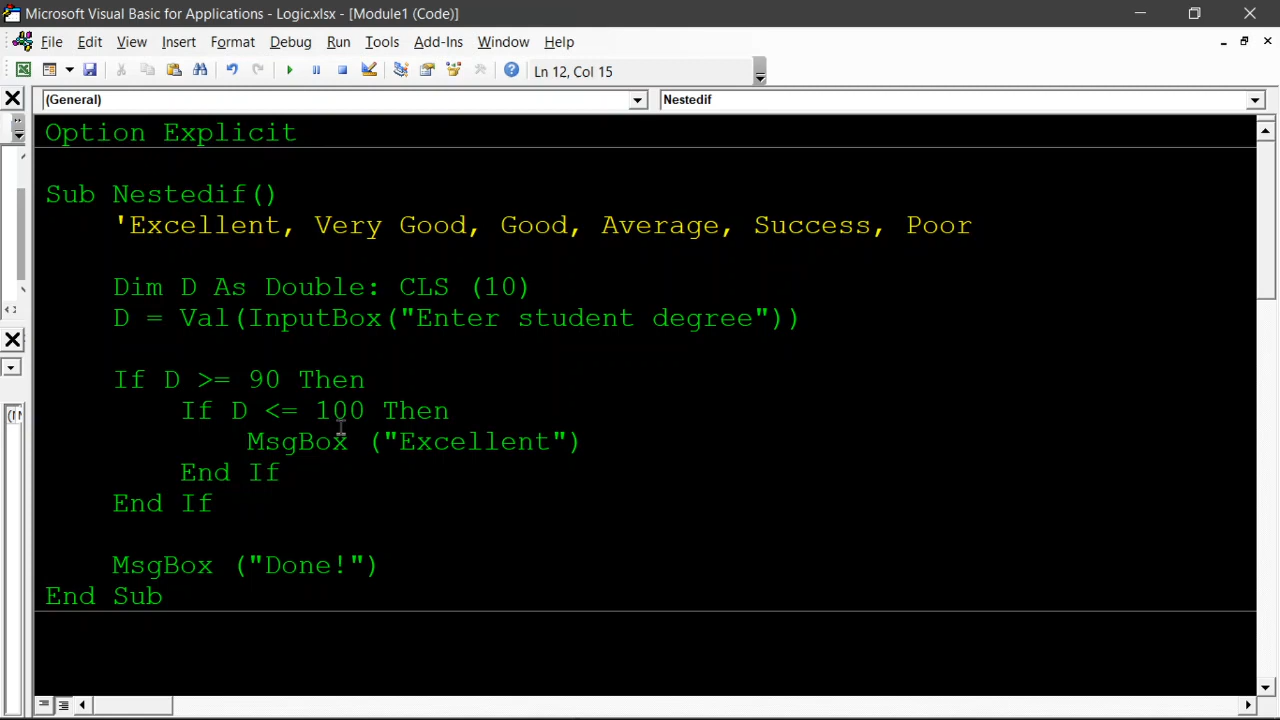 Microsoft Visual Basic for Applications - Logic.xlsx - [Module1 (Code)]
File Edit View Insert Format Debug Run Tools Add-Ins Window Help
Ln 12, Col 15
(General) Nestedif
Option Explicit
Sub Nestedif()
'Excellent, Very Good, Good, Average, Success, Poor
Dim D As Double: CLS (10)
D = Val(InputBox("Enter student degree"))
If D >= 90 Then
If D <= 100 Then
MsgBox ("Excellent")
End If
End If
MsgBox ("Done!")
End Sub